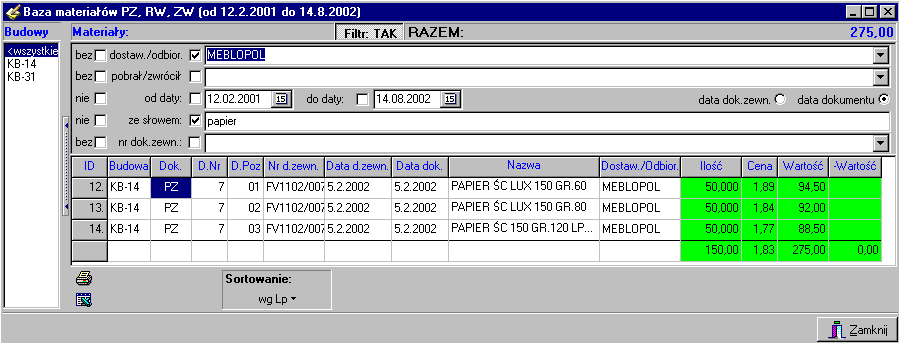 Baza materiałów PZ, RW, ZW (od 12.2.2001 do 14.8.2002)
Budowy Materiały: Filtr: TAK RAZEM: 275,00
<wszystkie
KB-14
KB-31
bez dostaw./odbior. MEBLOPOL
bez pobrał/zwrócił
nie od daty: 12.02.2001 15 do daty: 14.08.2002 15 data dok.zewn. data dokumentu
nie ze słowem: papier
bez nr dok.zewn.:
ID Budowa Dok. D.Nr D.Poz Nr d.zewn. Data d.zewn. Data dok. Nazwa Dostaw./Odbior. Ilość Cena Wartość -Wartość
12. KB-14 PZ 7 01 FV1102/007 5.2.2002 5.2.2002 PAPIER ŚC LUX 150 GR.60 MEBLOPOL 50,000 1,89 94,50
13. KB-14 PZ 7 02 FV1102/007 5.2.2002 5.2.2002 PAPIER ŚC LUX 150 GR.80 MEBLOPOL 50,000 1,84 92,00
14. KB-14 PZ 7 03 FV1102/007 5.2.2002 5.2.2002 PAPIER ŚC 150 GR.120 LP... MEBLOPOL 50,000 1,77 88,50
150,00 1,83 275,00 0,00
Sortowanie:
wg Lp
Zamknij